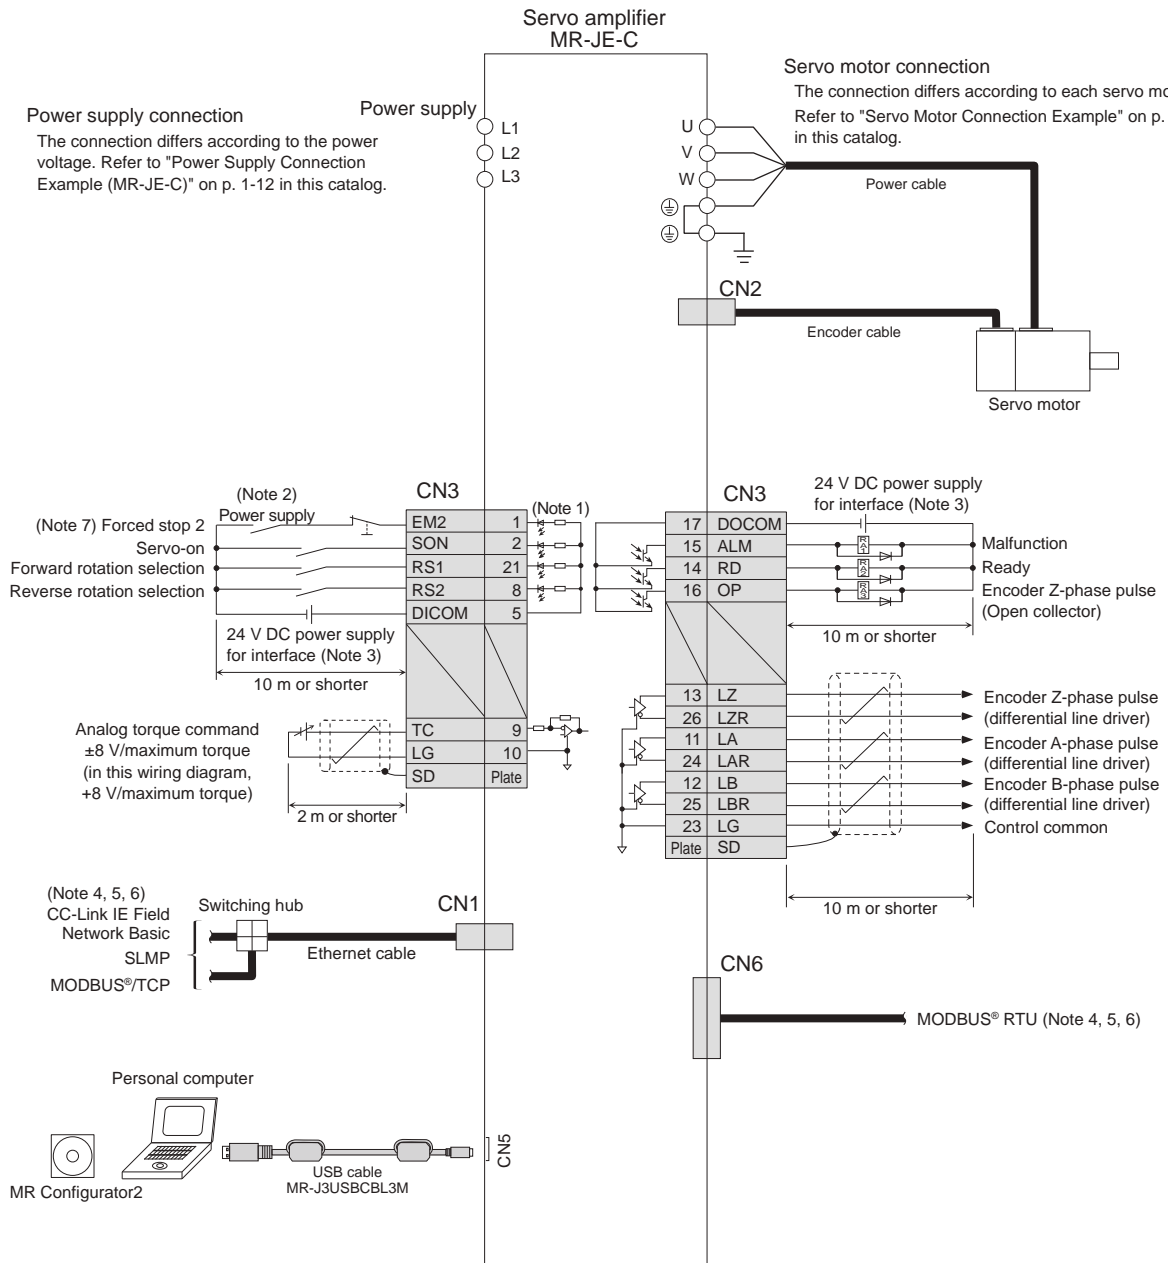 Servo amplifier
MR-JE-C
Servo motor connection
The connection differs according to each servo mo
Refer to "Servo Motor Connection Example" on p.
in this catalog.
Power supply connection
The connection differs according to the power
voltage. Refer to "Power Supply Connection
Example (MR-JE-C)" on p. 1-12 in this catalog.
Power supply
L1
L2
L3
U
V
W
Power cable
CN2
Encoder cable
Servo motor
CN3
(Note 1)
(Note 2)
Power supply
(Note 7) Forced stop 2
Servo-on
Forward rotation selection
Reverse rotation selection
EM2 1
SON 2
RS1 21
RS2 8
DICOM 5
24 V DC power supply
for interface (Note 3)
10 m or shorter
Analog torque command
±8 V/maximum torque
(in this wiring diagram,
+8 V/maximum torque)
TC 9
LG 10
SD Plate
2 m or shorter
CN3
24 V DC power supply
for interface (Note 3)
17 DOCOM
15 ALM RA1 Malfunction
14 RD RA2 Ready
16 OP RA3 Encoder Z-phase pulse
(Open collector)
10 m or shorter
13 LZ Encoder Z-phase pulse
26 LZR (differential line driver)
11 LA Encoder A-phase pulse
24 LAR (differential line driver)
12 LB Encoder B-phase pulse
25 LBR (differential line driver)
23 LG Control common
Plate SD
10 m or shorter
(Note 4, 5, 6)
CC-Link IE Field
Network Basic
SLMP
MODBUS®/TCP
Switching hub
Ethernet cable
CN1
CN6
MODBUS® RTU (Note 4, 5, 6)
Personal computer
MR Configurator2
USB cable
MR-J3USBCBL3M
CN5